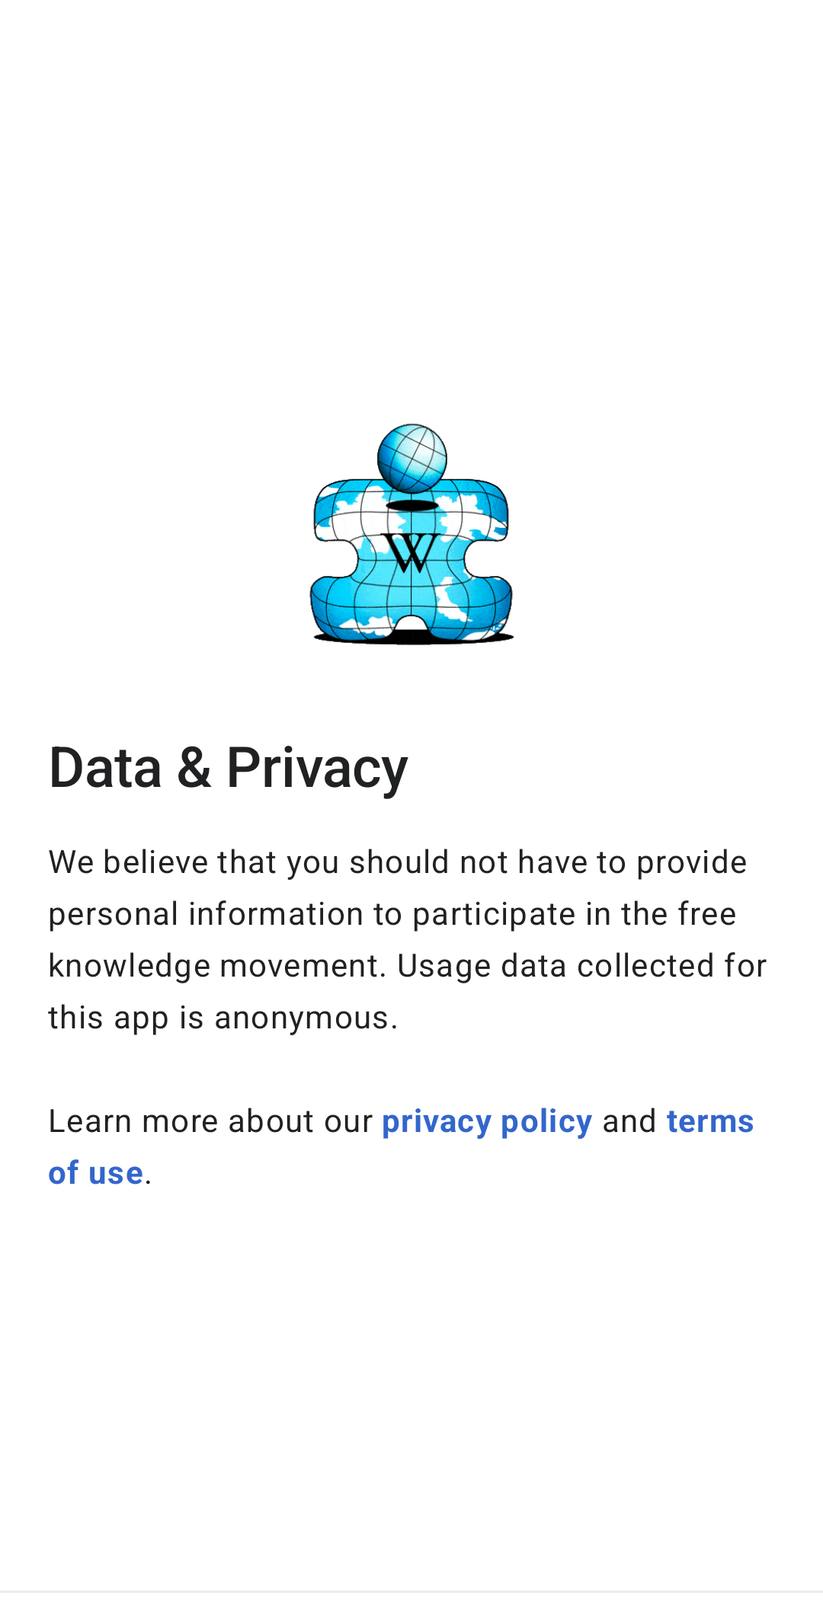 W
Data & Privacy
We believe that you should not have to provide
personal information to participate in the free
knowledge movement. Usage data collected for
this app is anonymous.
Learn more about our privacy policy and terms
of use.